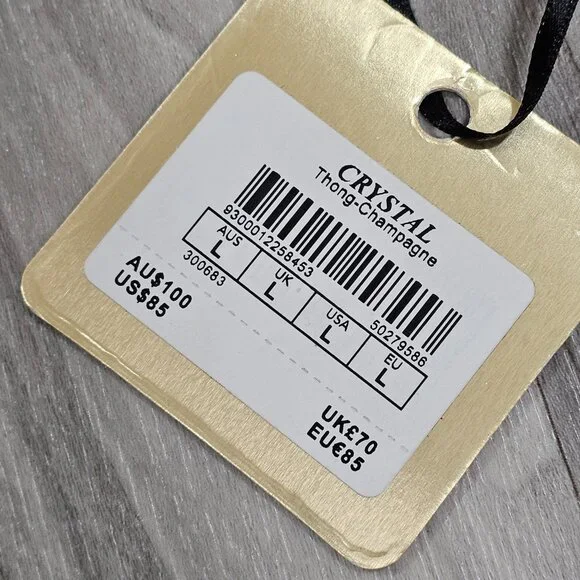 CRYSTAL
Thong-Champagne
9300012258453 50279586
AUS UK USA EU
L L L L
300683
AU$100 UK£70
US$85 EU€85